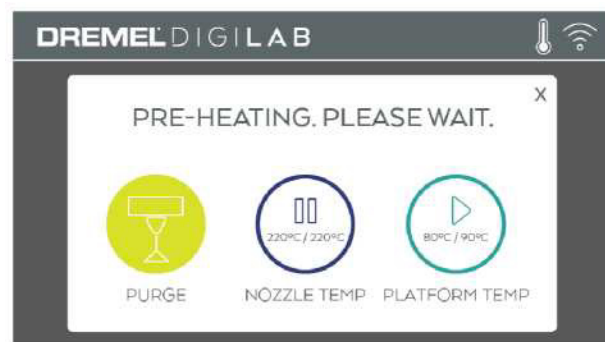 DREMEL DIGILAB
X
PRE-HEATING. PLEASE WAIT.
220°C / 220°C
80°C / 90°C
PURGE
NOZZLE TEMP
PLATFORM TEMP